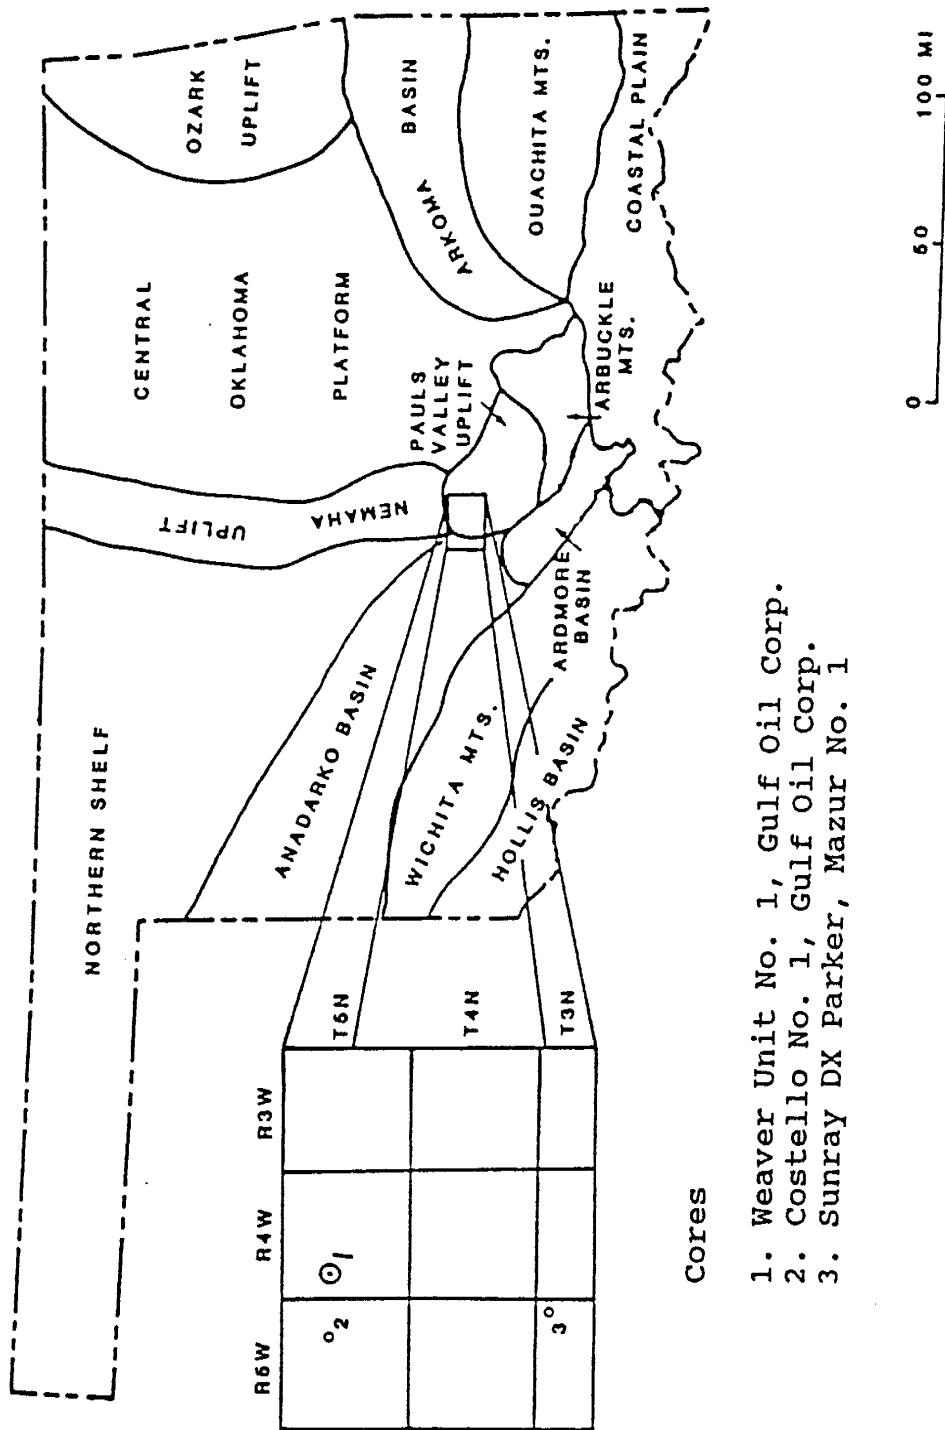 NORTHERN SHELF
CENTRAL
OKLAHOMA
PLATFORM
OZARK
UPLIFT
NEMAHA
UPLIFT
ANADARKO BASIN
PAULS
VALLEY
UPLIFT
ARKOMA
BASIN
WICHITA MTS.
OUACHITA MTS.
HOLLIS BASIN
ARDMORE
BASIN
ARBUCKLE
MTS.
COASTAL PLAIN
R5W
R4W
R3W
T5N
T4N
T3N
1
2
3
0
50
100 MI
Cores
1. Weaver Unit No. 1, Gulf Oil Corp.
2. Costello No. 1, Gulf Oil Corp.
3. Sunray DX Parker, Mazur No. 1